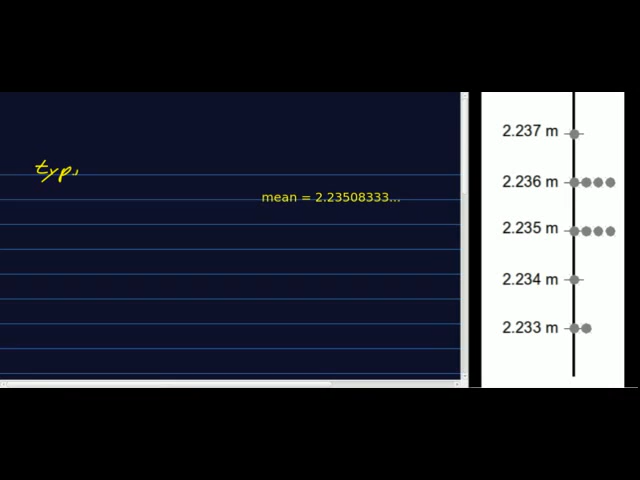 typ
mean = 2.23508333...
2.237 m
2.236 m
2.235 m
2.234 m
2.233 m